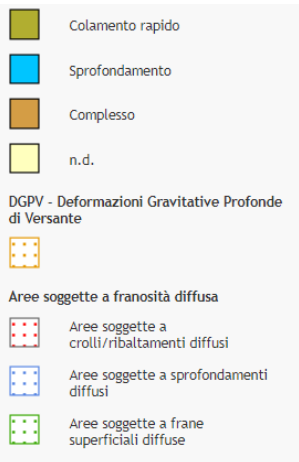 Colamento rapido
Sprofondamento
Complesso
n.d.
DGPV - Deformazioni Gravitative Profonde
di Versante
Aree soggette a franosità diffusa
Aree soggette a
crolli/ribaltamenti diffusi
Aree soggette a sprofondamenti
diffusi
Aree soggette a frane
superficiali diffuse